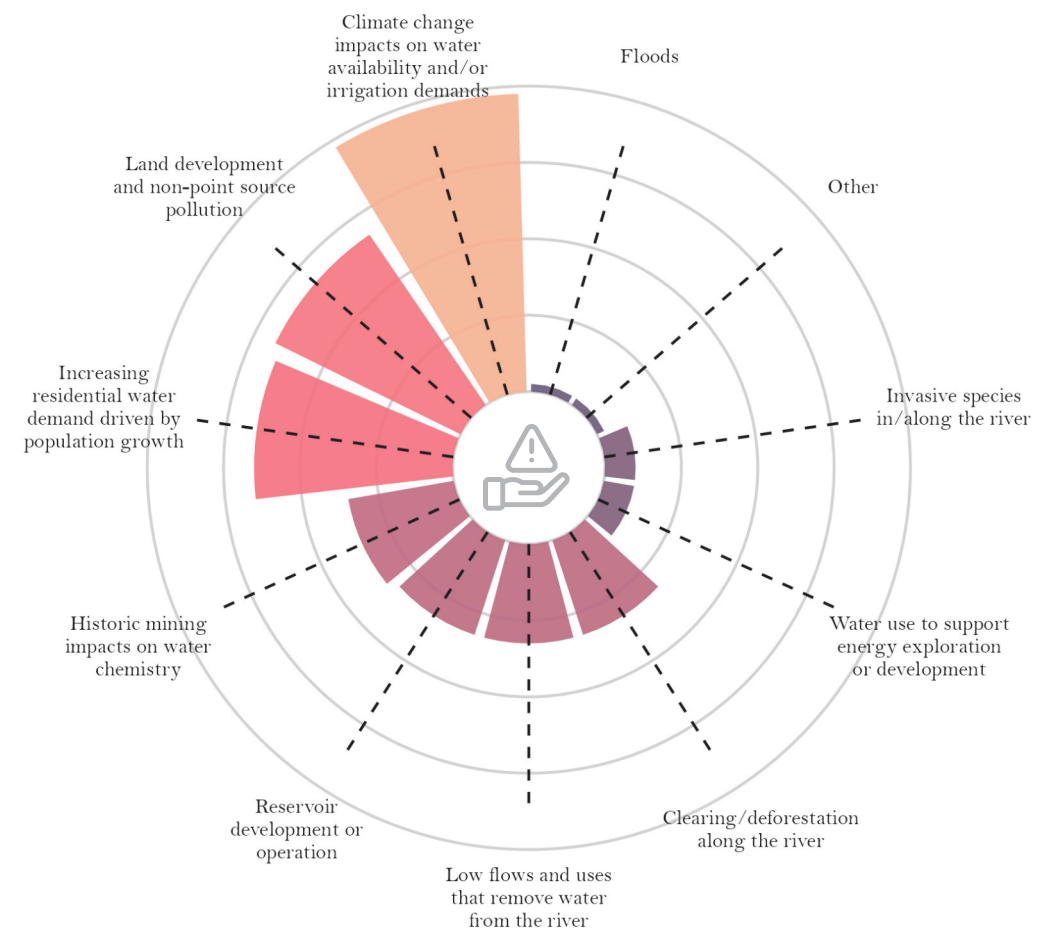 Climate change
impacts on water
availability and/or
irrigation demands
Floods
Other
Invasive species
in/along the river
Water use to support
energy exploration
or development
Clearing/deforestation
along the river
Low flows and uses
that remove water
from the river
Reservoir
development or
operation
Historic mining
impacts on water
chemistry
Increasing
residential water
demand driven by
population growth
Land development
and non-point source
pollution